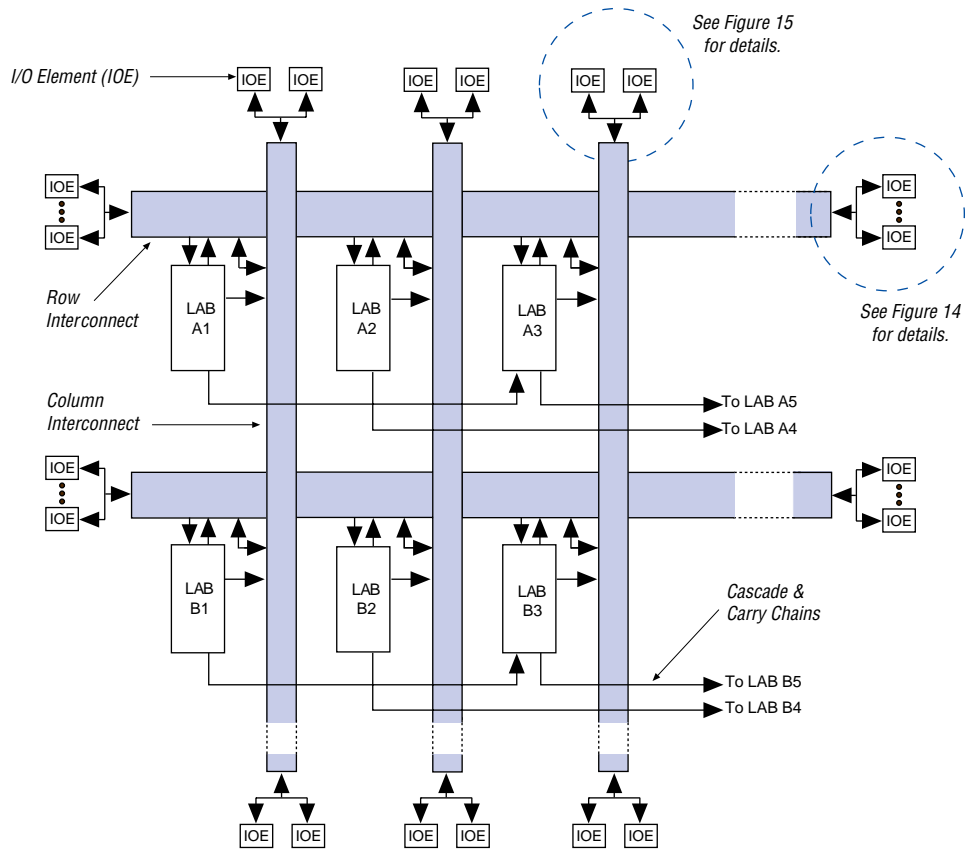 See Figure 15
for details.
I/O Element (IOE)
IOE
IOE
IOE
IOE
IOE
IOE
IOE
IOE
IOE
IOE
LAB
A1
LAB
A2
LAB
A3
Row
Interconnect
See Figure 14
for details.
Column
Interconnect
To LAB A5
To LAB A4
IOE
IOE
IOE
IOE
LAB
B1
LAB
B2
LAB
B3
Cascade &
Carry Chains
To LAB B5
To LAB B4
IOE
IOE
IOE
IOE
IOE
IOE